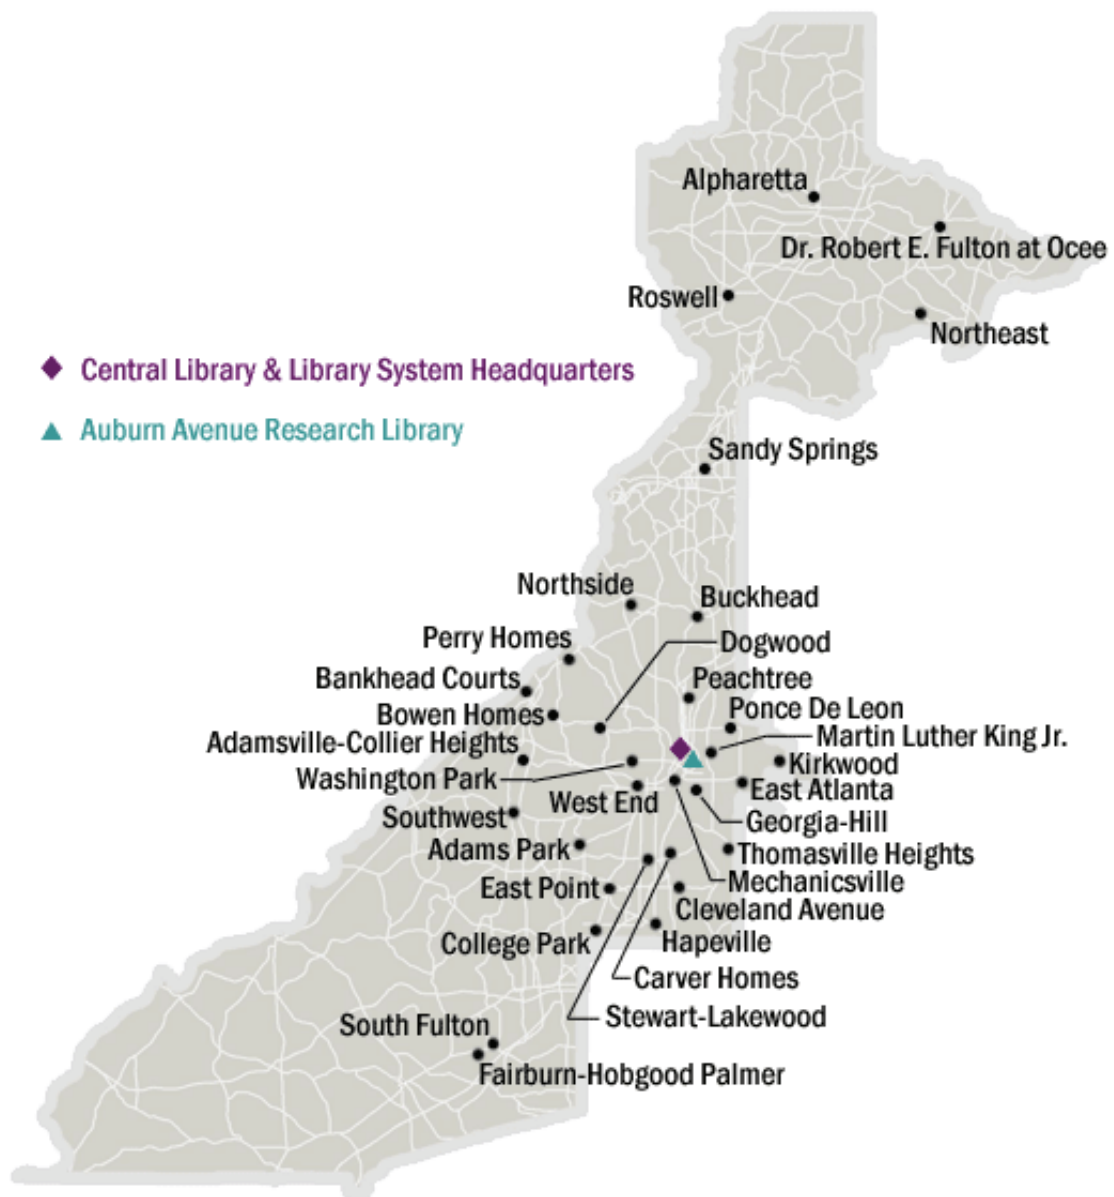 Alpharetta
Dr. Robert E. Fulton at Ocee
Roswell
Northeast
Central Library & Library System Headquarters
Auburn Avenue Research Library
Sandy Springs
Northside
Buckhead
Perry Homes
Dogwood
Bankhead Courts
Peachtree
Bowen Homes
Ponce De Leon
Adamsville-Collier Heights
Martin Luther King Jr.
Kirkwood
Washington Park
East Atlanta
West End
Southwest
Georgia-Hill
Adams Park
Thomasville Heights
Mechanicsville
East Point
Cleveland Avenue
College Park
Hapeville
Carver Homes
Stewart-Lakewood
South Fulton
Fairburn-Hobgood Palmer